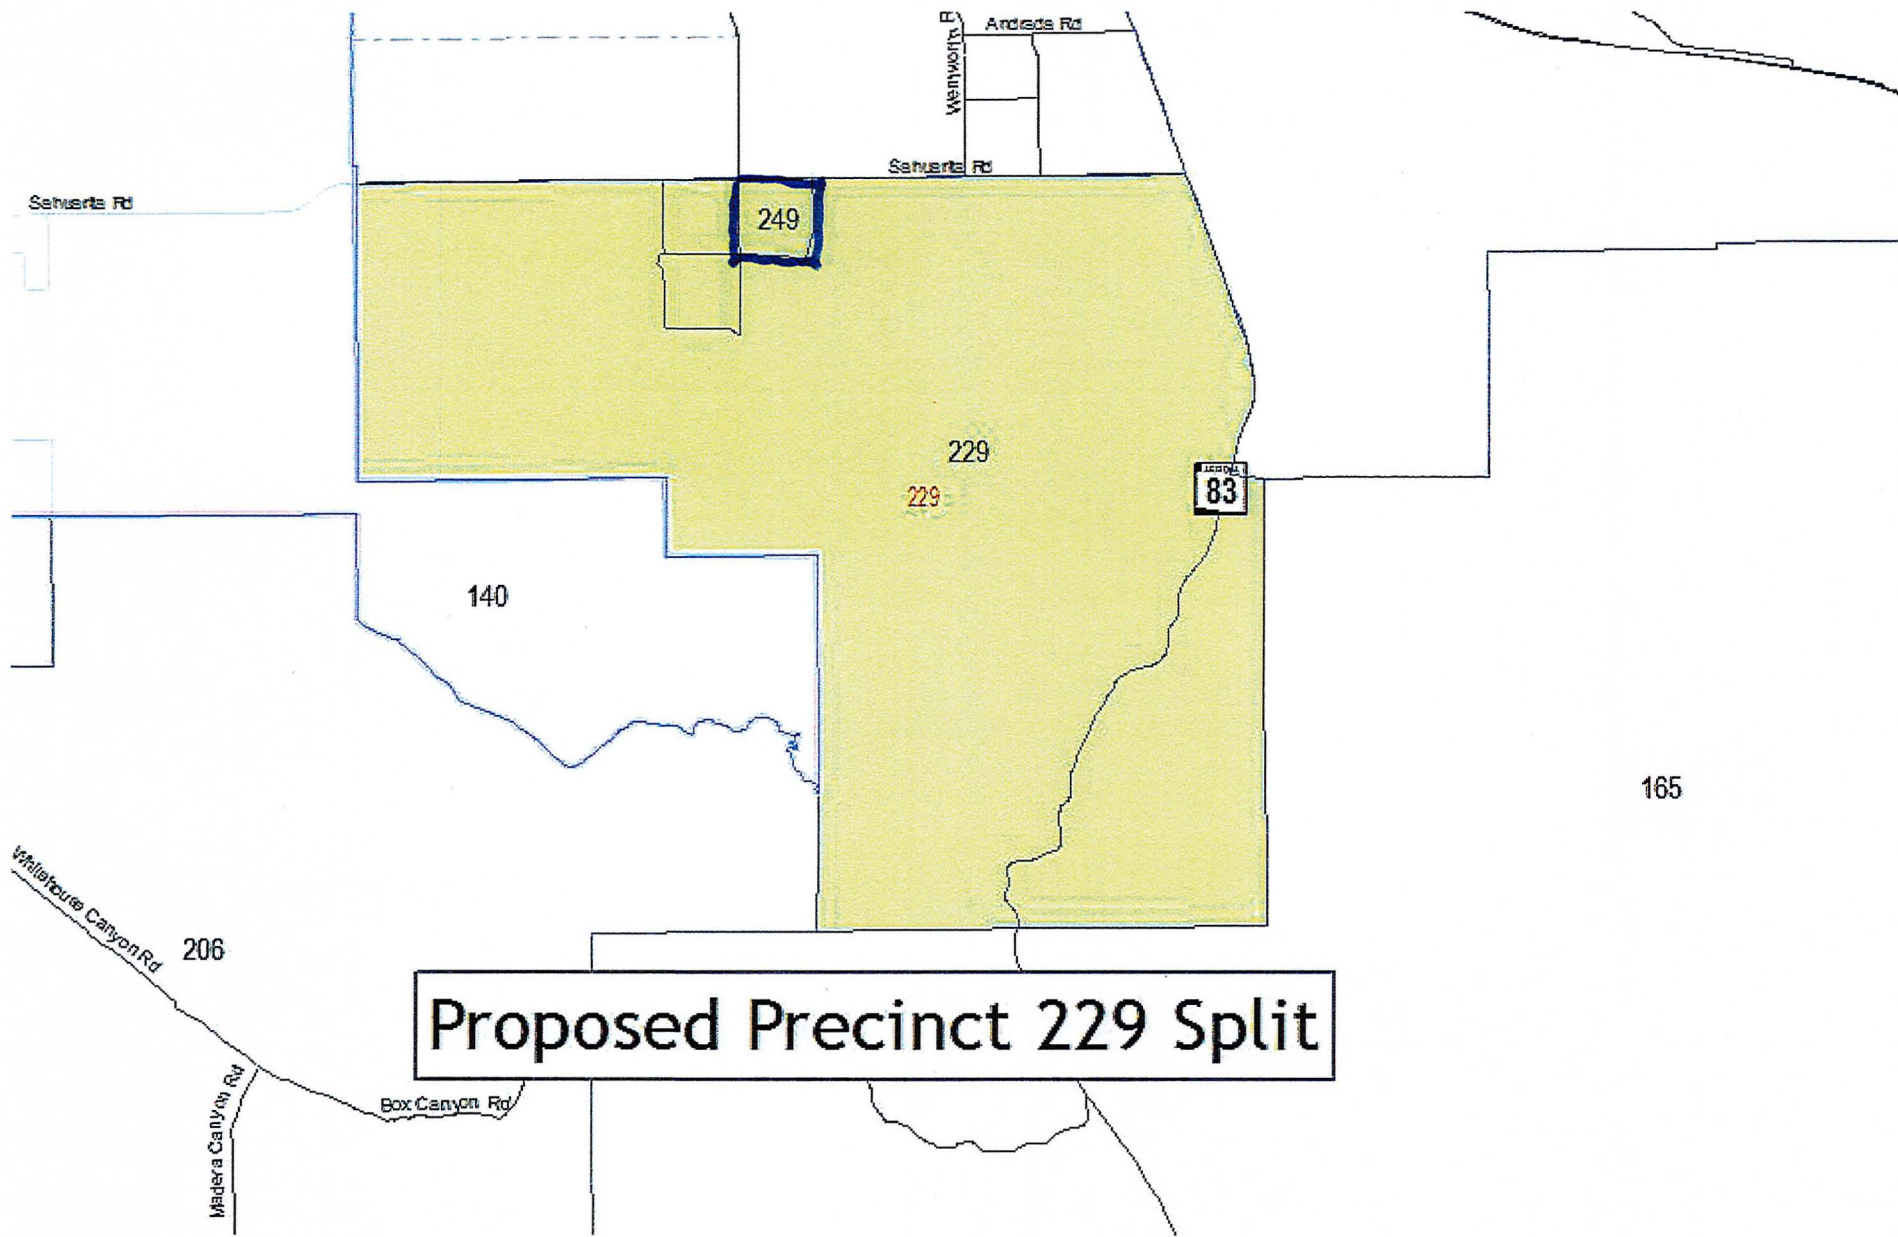 Andrada Rd
Sahuarita Rd
Sahuarita Rd
249
229
229
83
140
165
Whitehouse Canyon Rd
206
Proposed Precinct 229 Split
Madera Canyon Rd
Box Canyon Rd